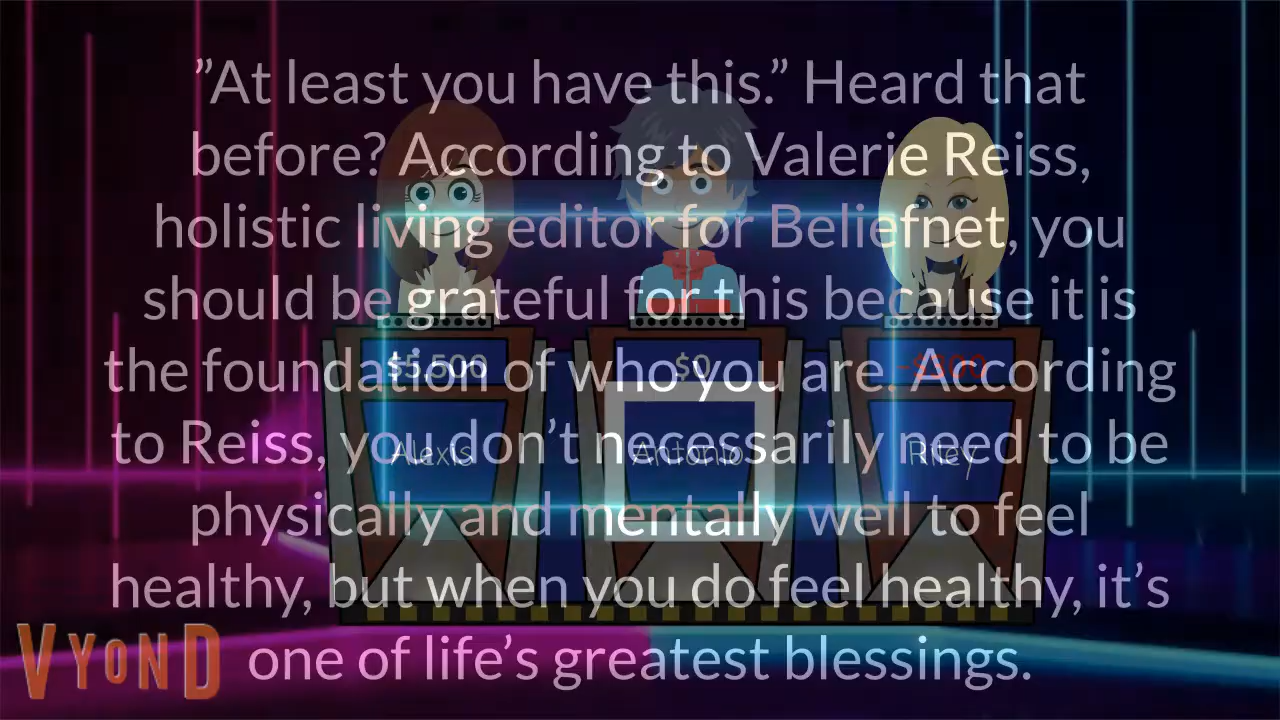 ”At least you have this.” Heard that
before? According to Valerie Reiss,
holistic living editor for Beliefnet, you
should be grateful for this because it is
the foundation of who you are. According
to Reiss, you don’t necessarily need to be
physically and mentally well to feel
healthy, but when you do feel healthy, it’s
one of life’s greatest blessings.
$5,500 $0 -$300
Alexis Antonio Riley
VYOND